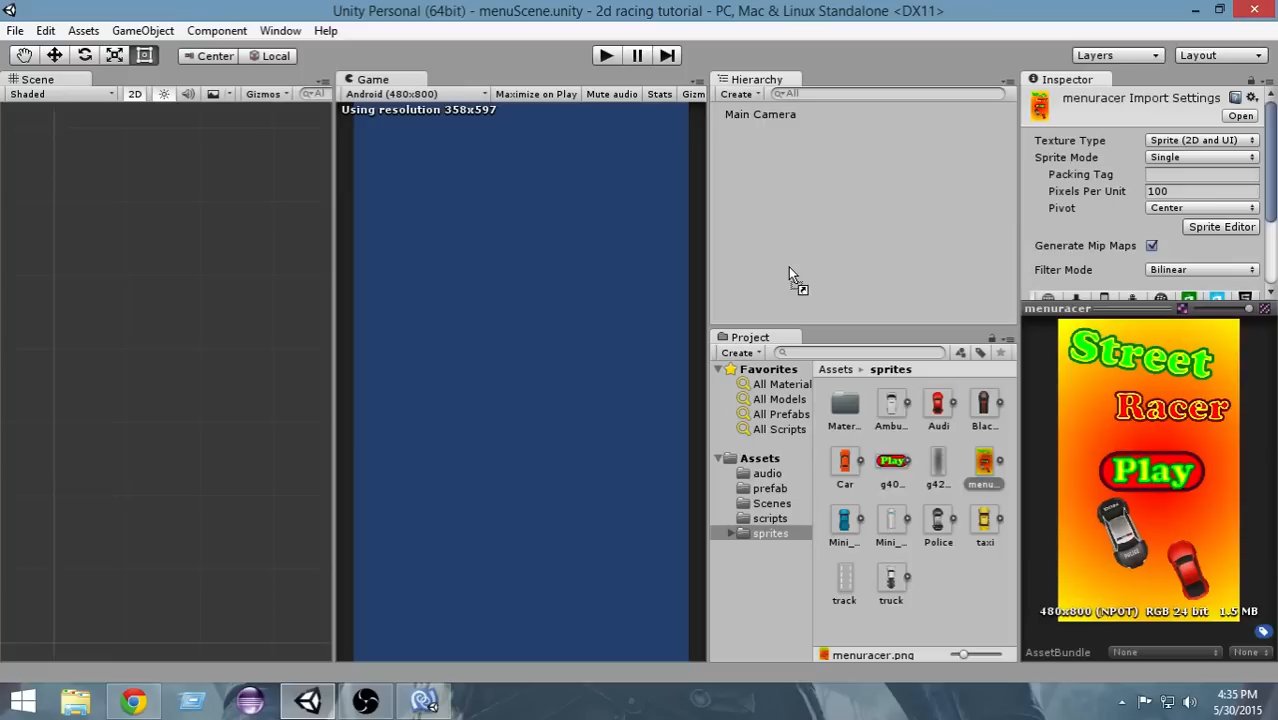 Unity Personal (64bit) - menuScene.unity - 2d racing tutorial - PC, Mac & Linux Standalone <DX11>
File Edit Assets GameObject Component Window Help
Center Local Layers Layout
Scene
Shaded 2D Gizmos All
Game
Android (480x800) Maximize on Play Mute audio Stats Gizm
Using resolution 358x597
Hierarchy
Create All
Main Camera
Project
Create
Favorites
All Material
All Models
All Prefabs
All Scripts
Assets
audio
prefab
Scenes
scripts
sprites
Assets sprites
Mater... Ambu... Audi Blac...
Car g40... g42... menu...
Mini_... Mini_... Police taxi
track truck
menuracer.png
Inspector
menuracer Import Settings
Open
Texture Type Sprite (2D and UI)
Sprite Mode Single
Packing Tag
Pixels Per Unit 100
Pivot Center
Sprite Editor
Generate Mip Maps
Filter Mode Bilinear
menuracer
Street
Racer
Play
480x800 (NPOT) RGB 24 bit 1.5 MB
AssetBundle None None
4:35 PM
5/30/2015